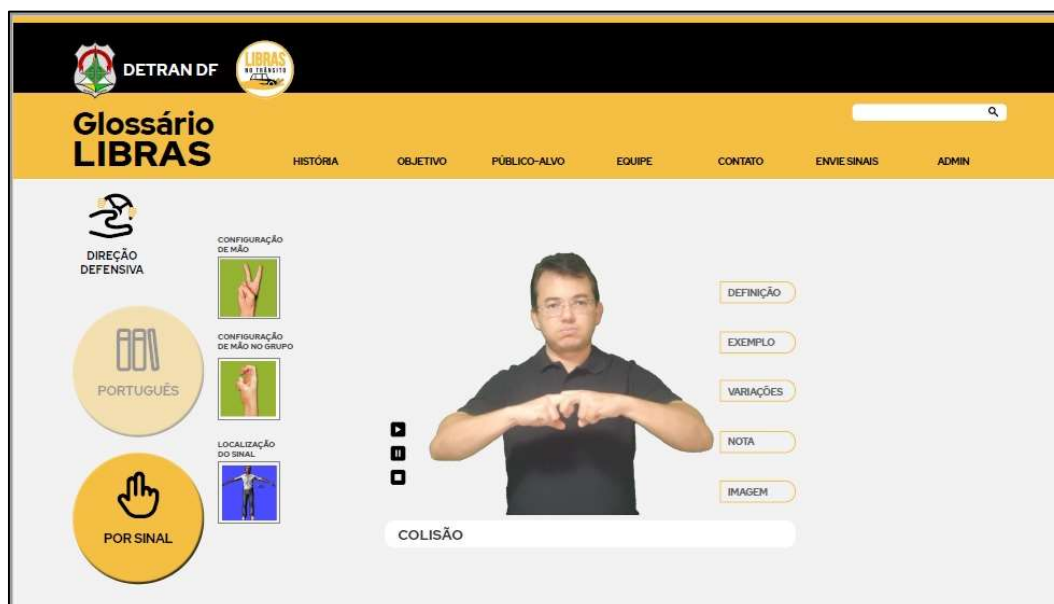 DETRAN DF
LIBRAS
NO TRÂNSITO
Glossário
LIBRAS
HISTÓRIA
OBJETIVO
PÚBLICO-ALVO
EQUIPE
CONTATO
ENVIE SINAIS
ADMIN
DIREÇÃO
DEFENSIVA
PORTUGUÊS
POR SINAL
CONFIGURAÇÃO
DE MÃO
CONFIGURAÇÃO
DE MÃO NO GRUPO
LOCALIZAÇÃO
DO SINAL
COLISÃO
DEFINIÇÃO
EXEMPLO
VARIAÇÕES
NOTA
IMAGEM